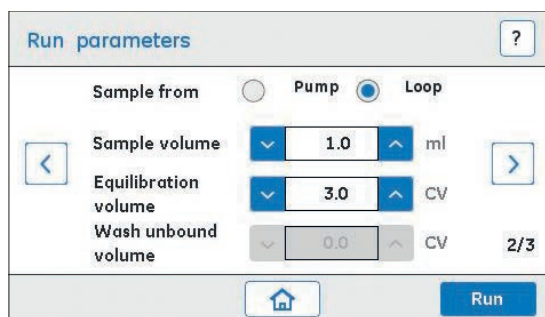 Run parameters ?
Sample from Pump Loop
Sample volume 1.0 ml
Equilibration
volume 3.0 CV
Wash unbound
volume 0.0 CV
2/3
Run